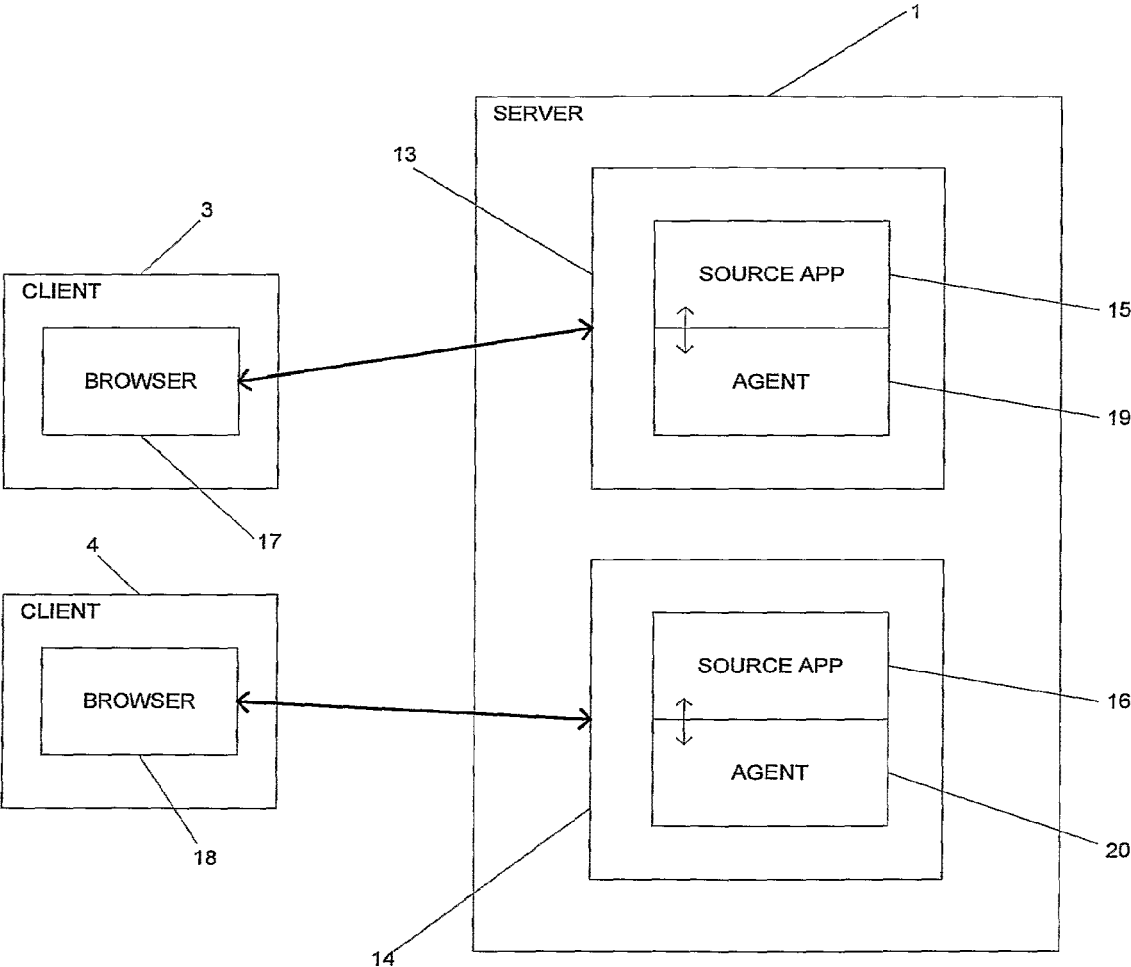 1
SERVER
13
3
SOURCE APP
CLIENT
15
BROWSER
AGENT
19
17
4
CLIENT
SOURCE APP
BROWSER
16
AGENT
18
20
14